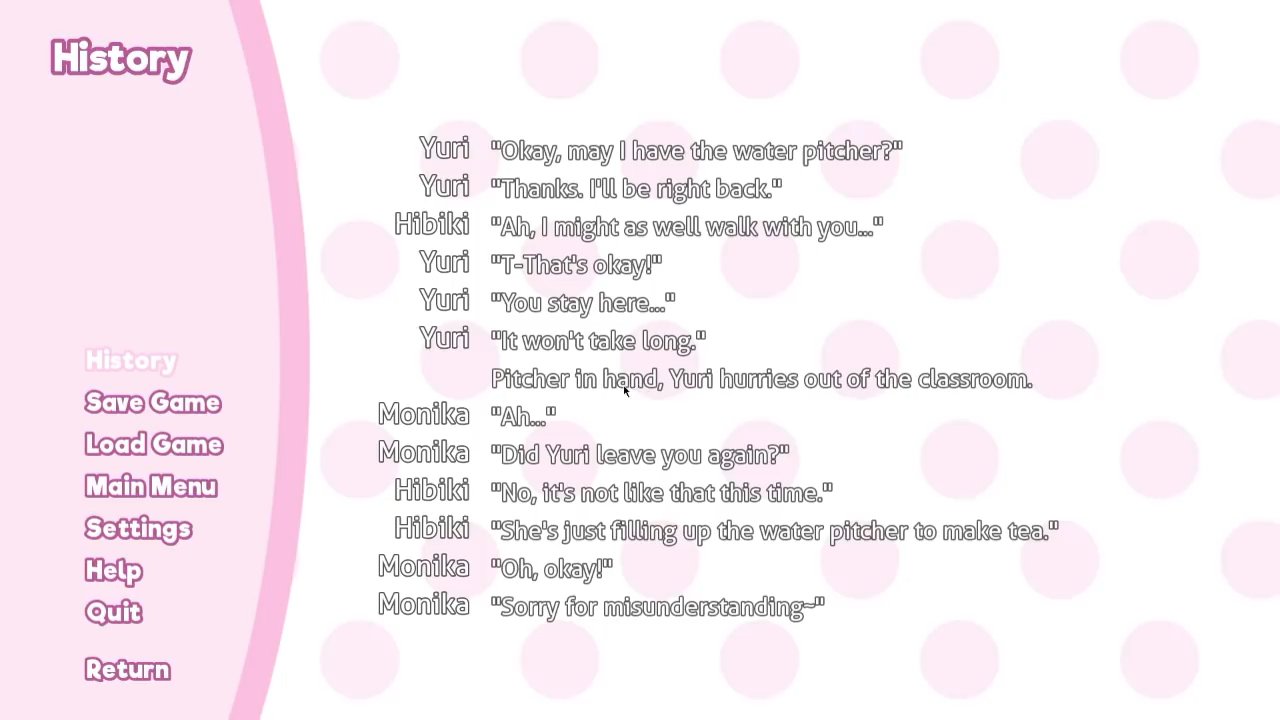 History
Yuri "Okay, may I have the water pitcher?"
Yuri "Thanks. I'll be right back."
Hibiki "Ah, I might as well walk with you..."
Yuri "T-That's okay!"
Yuri "You stay here..."
Yuri "It won't take long."
Pitcher in hand, Yuri hurries out of the classroom.
Monika "Ah..."
Monika "Did Yuri leave you again?"
Hibiki "No, it's not like that this time."
Hibiki "She's just filling up the water pitcher to make tea."
Monika "Oh, okay!"
Monika "Sorry for misunderstanding~"
History
Save Game
Load Game
Main Menu
Settings
Help
Quit
Return